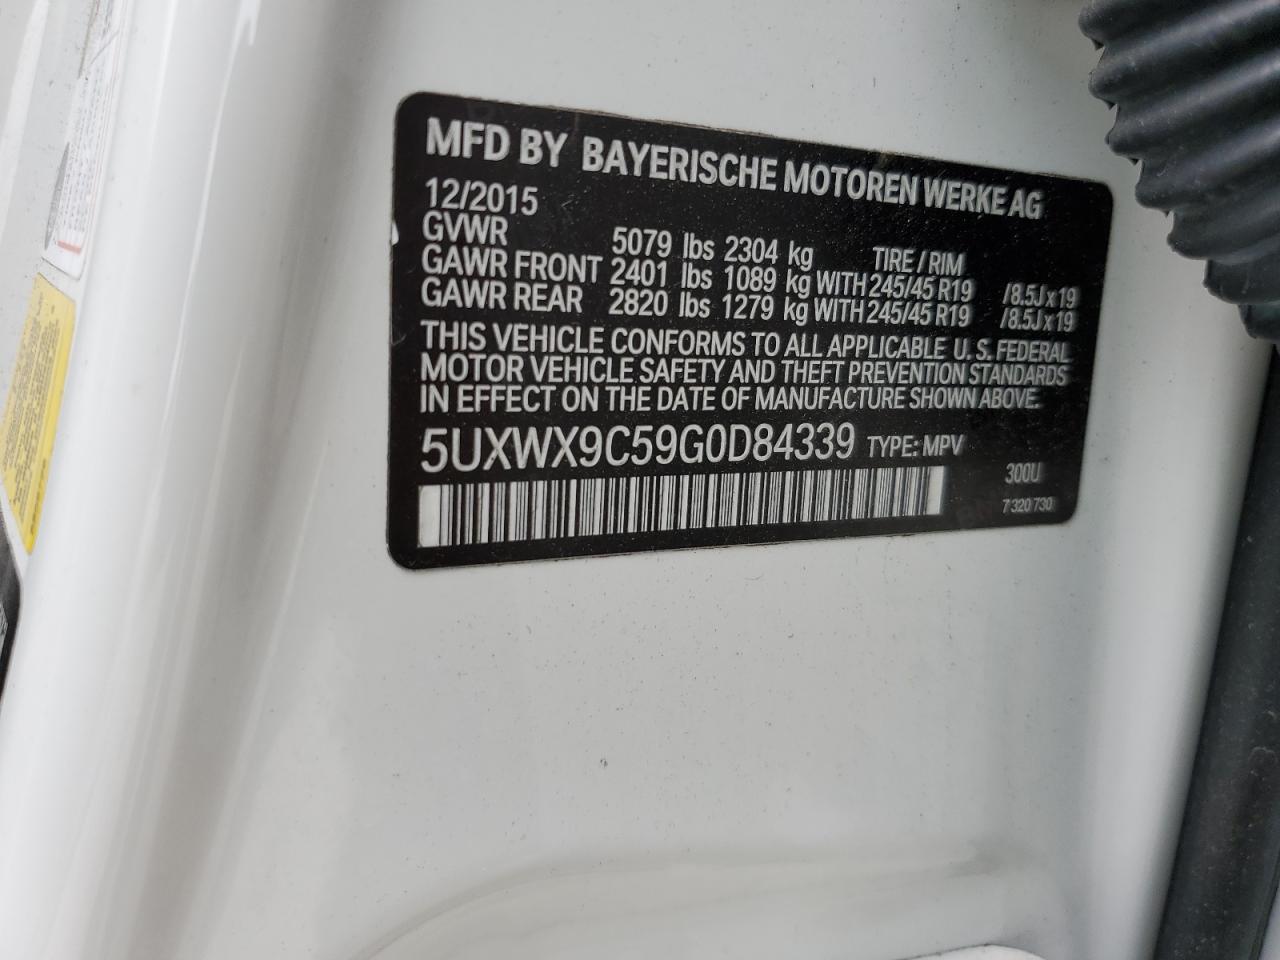 MFD BY BAYERISCHE MOTOREN WERKE AG
12/2015
GVWR 5079 lbs 2304 kg TIRE / RIM
GAWR FRONT 2401 lbs 1089 kg WITH 245/45 R19 /8.5J x 19
GAWR REAR 2820 lbs 1279 kg WITH 245/45 R19 /8.5J x 19
THIS VEHICLE CONFORMS TO ALL APPLICABLE U.S. FEDERAL
MOTOR VEHICLE SAFETY AND THEFT PREVENTION STANDARDS
IN EFFECT ON THE DATE OF MANUFACTURE SHOWN ABOVE.
5UXWX9C59G0D84339 TYPE: MPV
300U
7 320 730